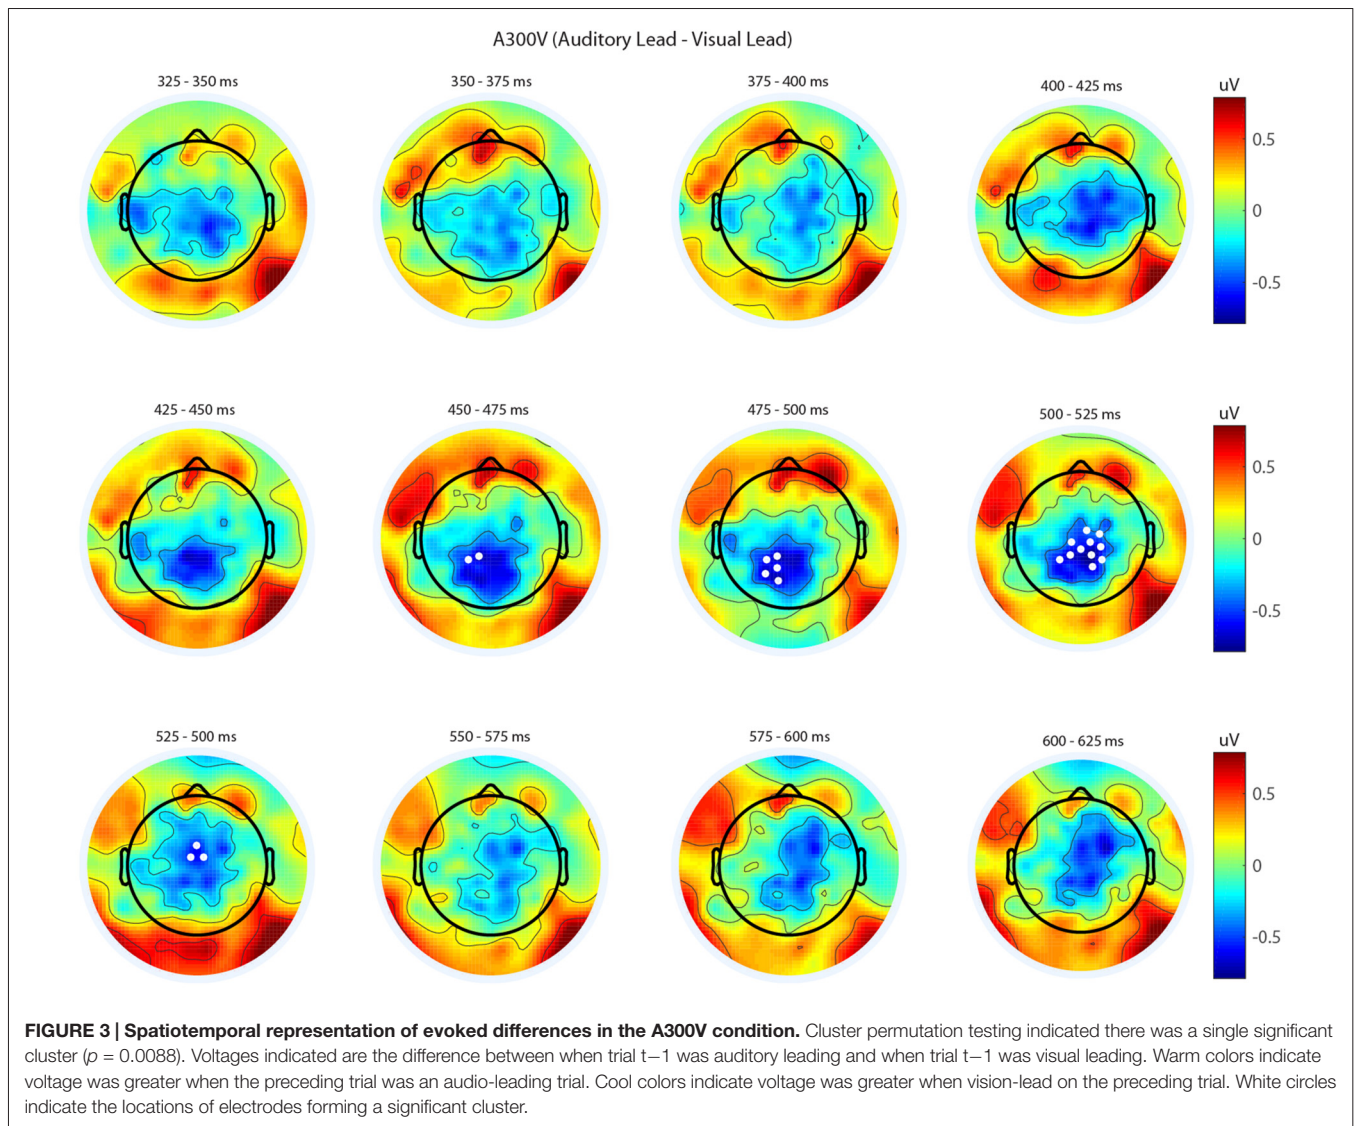 A300V (Auditory Lead - Visual Lead)
325 - 350 ms
350 - 375 ms
375 - 400 ms
400 - 425 ms
uV
0.5
0
-0.5
425 - 450 ms
450 - 475 ms
475 - 500 ms
500 - 525 ms
uV
0.5
0
-0.5
525 - 500 ms
550 - 575 ms
575 - 600 ms
600 - 625 ms
uV
0.5
0
-0.5
FIGURE 3 | Spatiotemporal representation of evoked differences in the A300V condition. Cluster permutation testing indicated there was a single significant
cluster (p = 0.0088). Voltages indicated are the difference between when trial t−1 was auditory leading and when trial t−1 was visual leading. Warm colors indicate
voltage was greater when the preceding trial was an audio-leading trial. Cool colors indicate voltage was greater when vision-lead on the preceding trial. White circles
indicate the locations of electrodes forming a significant cluster.